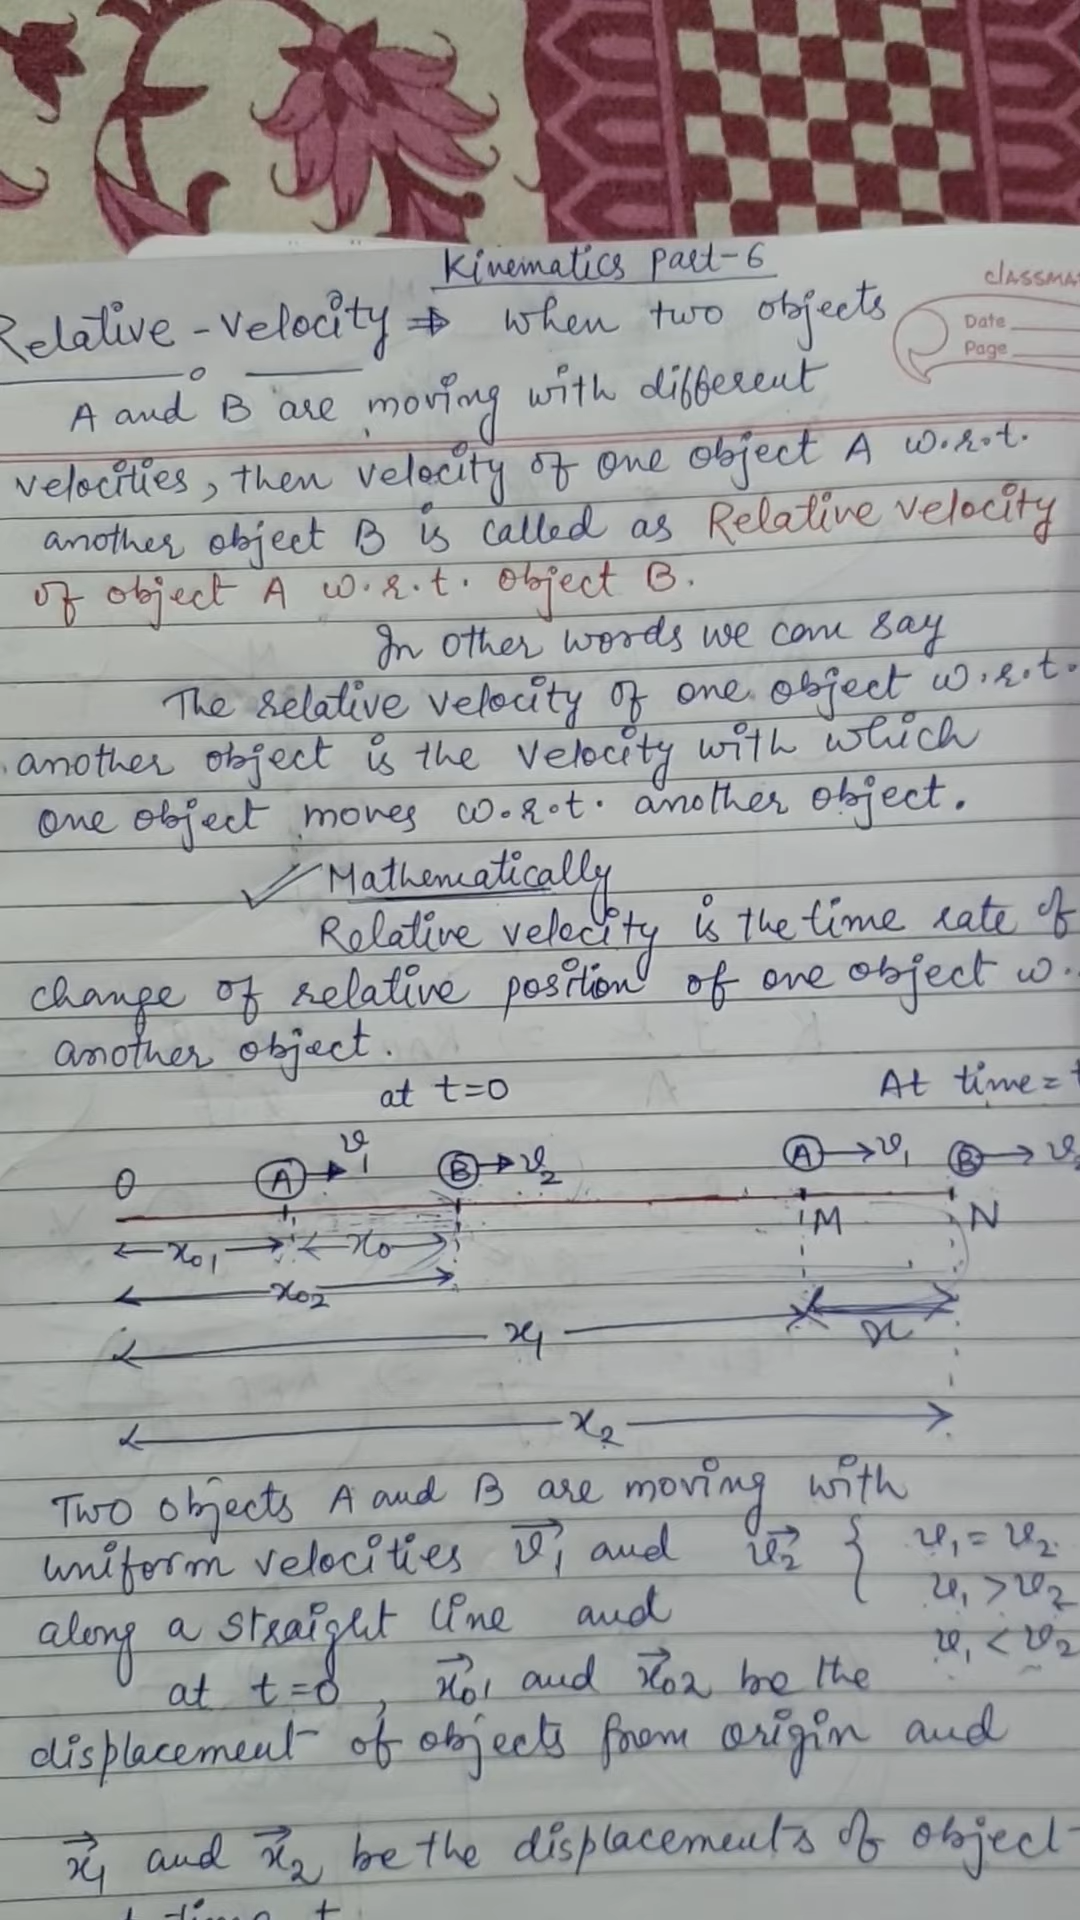 Kinematics Part-6
classma
Date
Page
Relative-velocity ⇒ when two objects
A and B are moving with different
velocities, then velocity of one object A w.r.t.
another object B is called as Relative velocity
of object A w.r.t. object B.
In other words we can say
The relative velocity of one object w.r.t.
another object is the velocity with which
one object moves w.r.t. another object.
✓ Mathematically
Relative velocity is the time rate of
change of relative position of one object w.
another object.
at t=0 At time = t
O A → v₁ B → v₂ A → v₁ B → v₂
M N
x₀₁ x₀
x₀₂
x₁ x
x₂
Two objects A and B are moving with
uniform velocities v⃗₁ and v⃗₂ { v₁ = v₂
v₁ > v₂
along a straight line and
v₁ < v₂
at t=0, x⃗₀₁ and x⃗₀₂ be the
displacement of objects from origin and
x⃗₁ and x⃗₂ be the displacements of object
time t